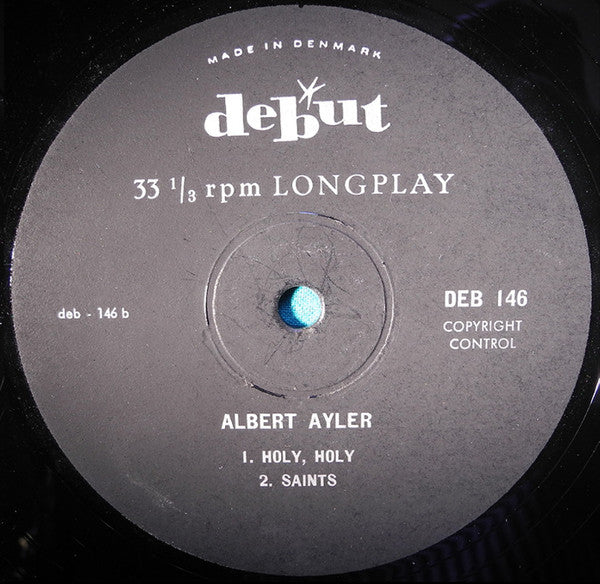 MADE IN DENMARK
debut
33 1/3 rpm LONGPLAY
deb - 146 b
DEB 146
COPYRIGHT
CONTROL
ALBERT AYLER
1. HOLY, HOLY
2. SAINTS